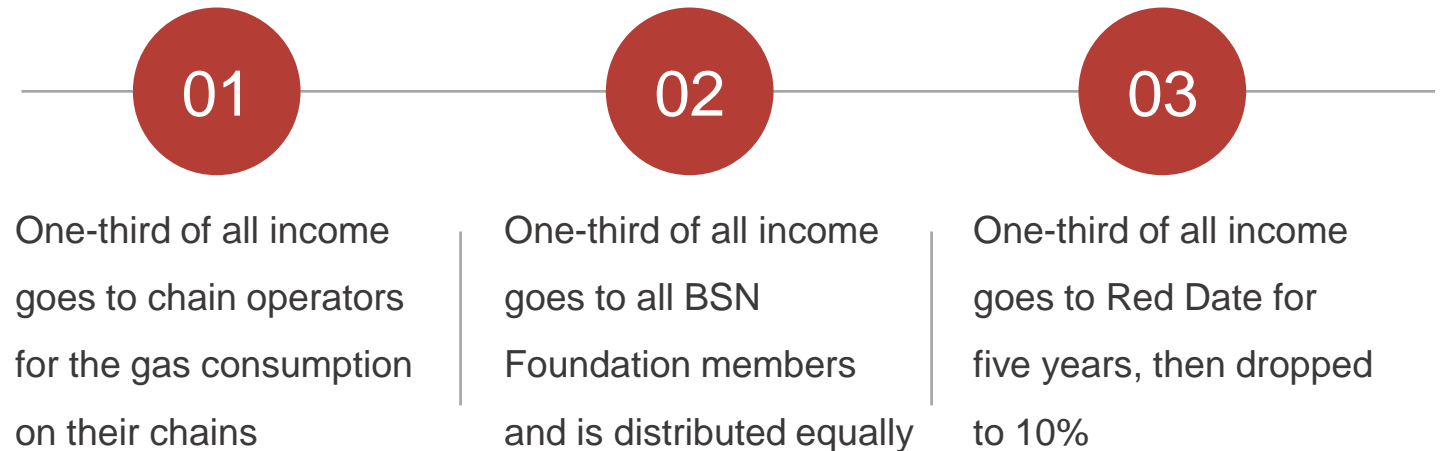 01
One-third of all income
goes to chain operators
for the gas consumption
on their chains
02
One-third of all income
goes to all BSN
Foundation members
and is distributed equally
03
One-third of all income
goes to Red Date for
five years, then dropped
to 10%